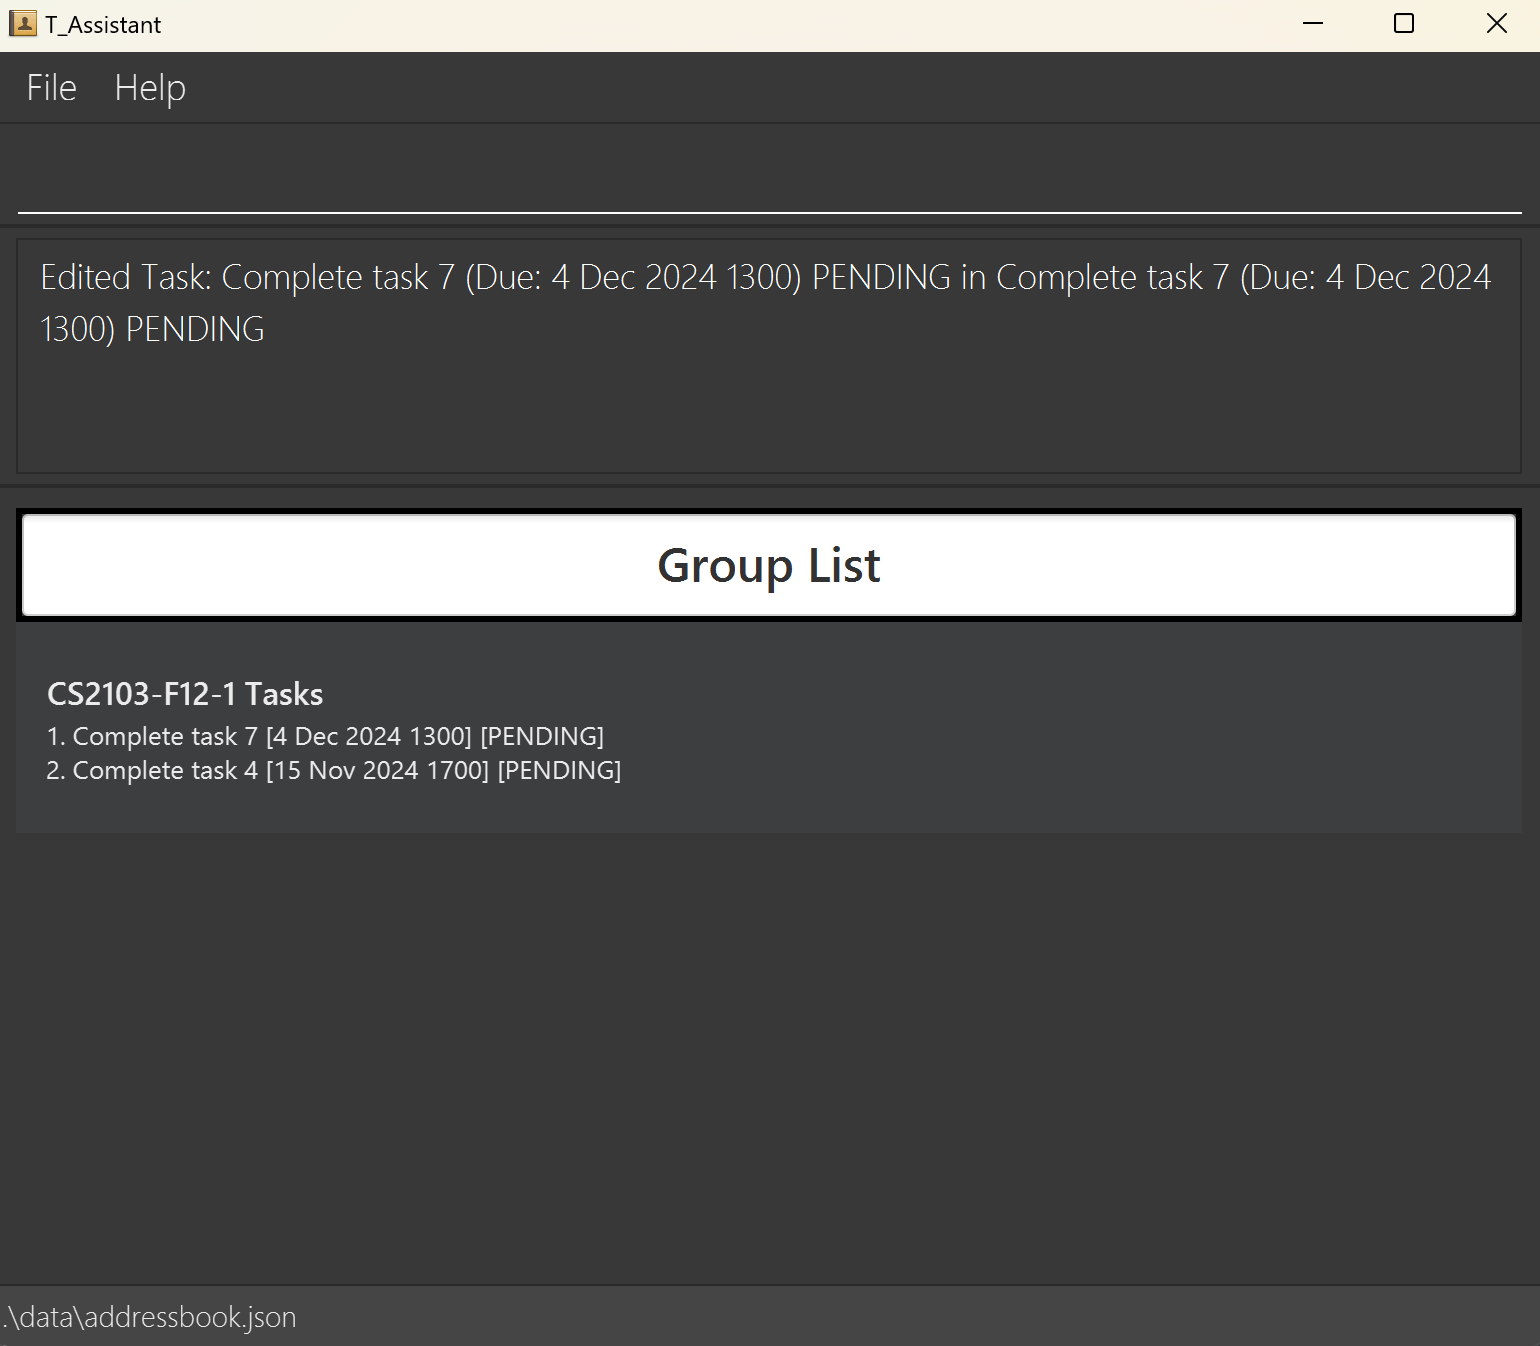 T_Assistant
File Help
Edited Task: Complete task 7 (Due: 4 Dec 2024 1300) PENDING in Complete task 7 (Due: 4 Dec 2024
1300) PENDING
Group List
CS2103-F12-1 Tasks
1. Complete task 7 [4 Dec 2024 1300] [PENDING]
2. Complete task 4 [15 Nov 2024 1700] [PENDING]
.\data\addressbook.json